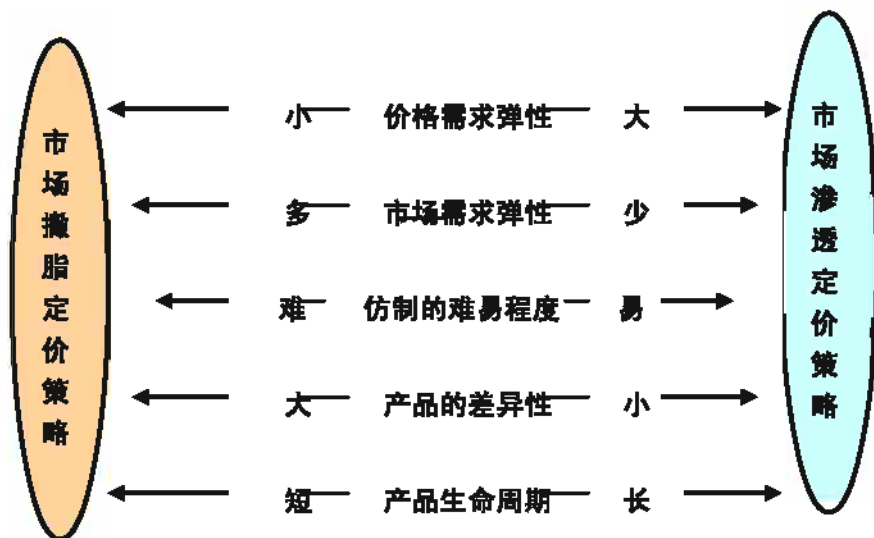 市场撇脂定价策略
小 价格需求弹性 大
多 市场需求弹性 少
难 仿制的难易程度 易
大 产品的差异性 小
短 产品生命周期 长
市场渗透定价策略